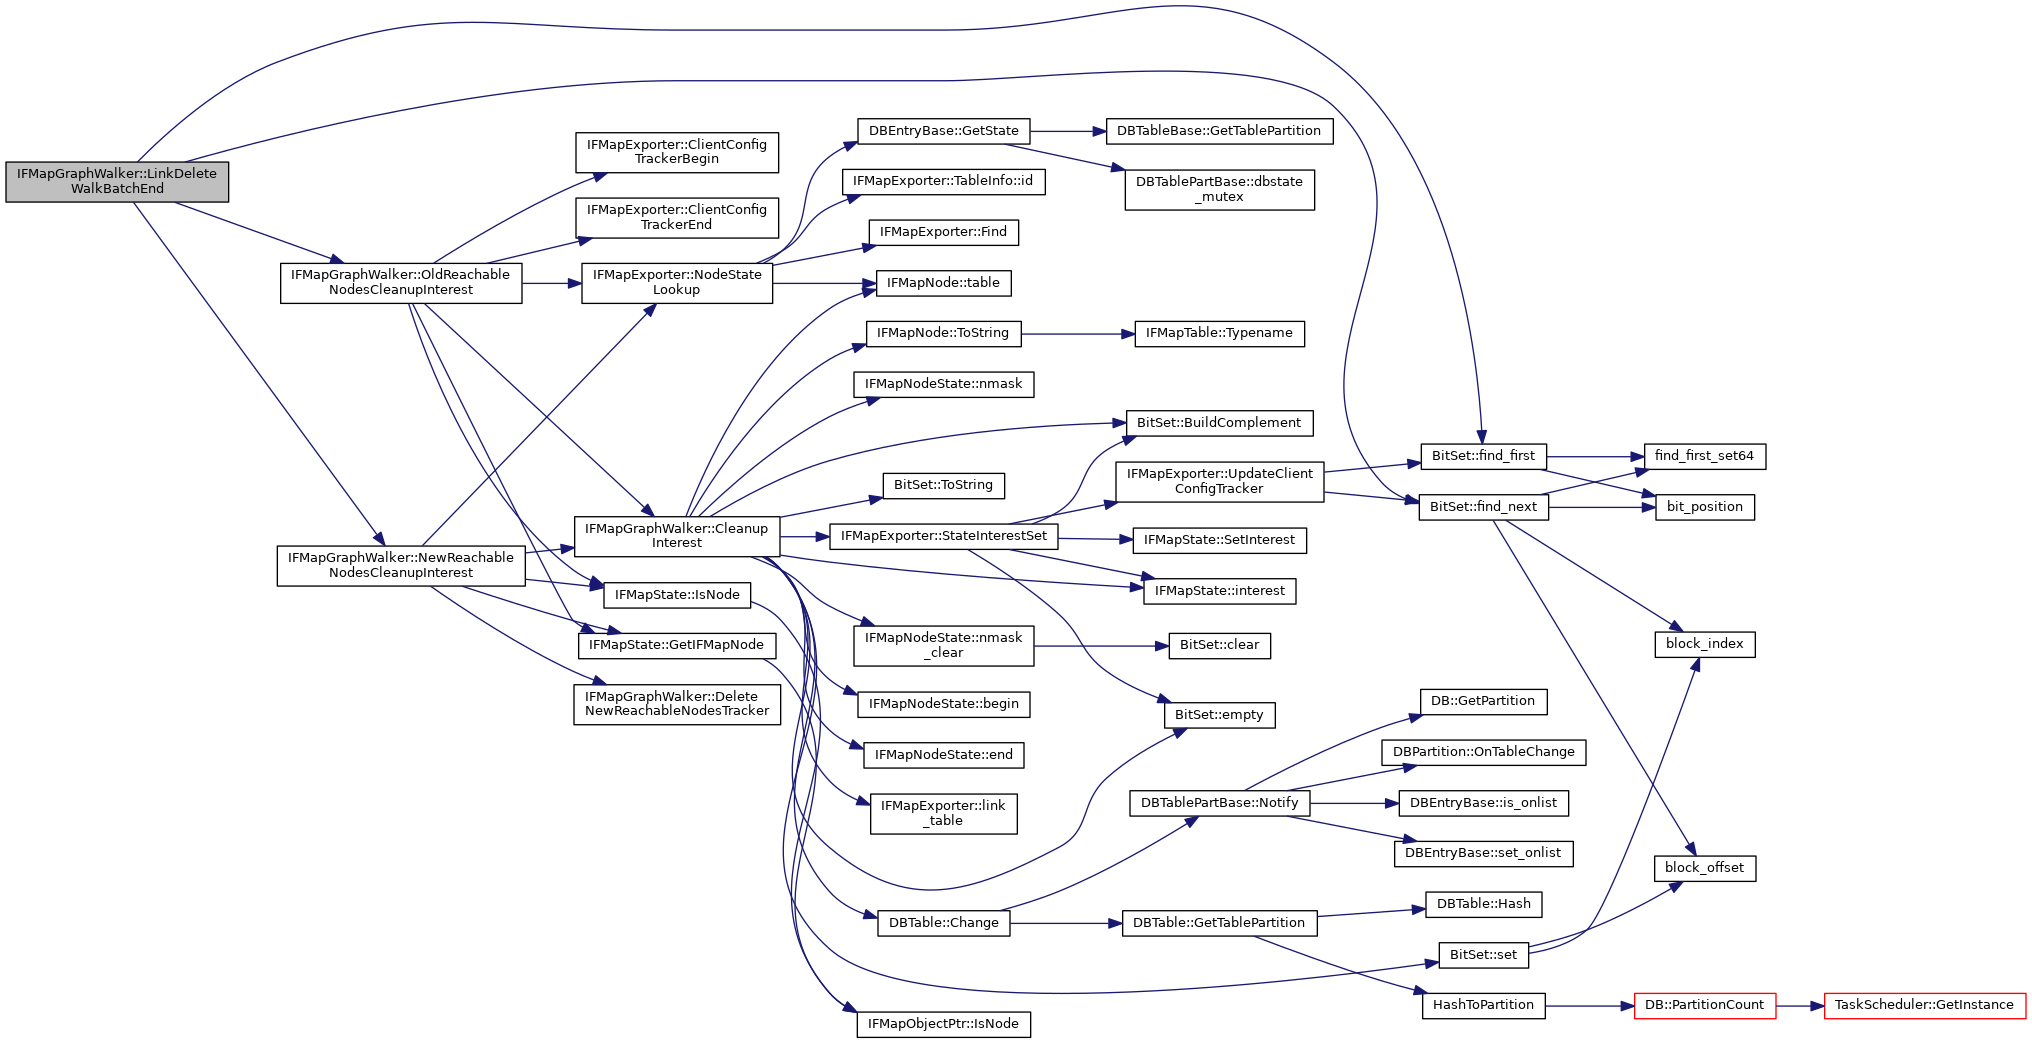 IFMapGraphWalker::LinkDelete
WalkBatchEnd
IFMapGraphWalker::OldReachable
NodesCleanupInterest
IFMapGraphWalker::NewReachable
NodesCleanupInterest
IFMapExporter::ClientConfig
TrackerBegin
IFMapExporter::ClientConfig
TrackerEnd
IFMapExporter::NodeState
Lookup
IFMapGraphWalker::Cleanup
Interest
IFMapState::IsNode
IFMapState::GetIFMapNode
IFMapGraphWalker::Delete
NewReachableNodesTracker
DBEntryBase::GetState
IFMapExporter::TableInfo::id
IFMapExporter::Find
IFMapNode::table
IFMapNode::ToString
IFMapNodeState::nmask
BitSet::ToString
IFMapExporter::StateInterestSet
IFMapNodeState::nmask
_clear
IFMapNodeState::begin
IFMapNodeState::end
IFMapExporter::link
_table
DBTable::Change
IFMapObjectPtr::IsNode
DBTableBase::GetTablePartition
DBTablePartBase::dbstate
_mutex
IFMapTable::Typename
BitSet::BuildComplement
IFMapExporter::UpdateClient
ConfigTracker
IFMapState::SetInterest
IFMapState::interest
BitSet::clear
BitSet::empty
DBTablePartBase::Notify
DBTable::GetTablePartition
BitSet::find_first
BitSet::find_next
DB::GetPartition
DBPartition::OnTableChange
DBEntryBase::is_onlist
DBEntryBase::set_onlist
DBTable::Hash
BitSet::set
HashToPartition
find_first_set64
bit_position
block_index
block_offset
DB::PartitionCount
TaskScheduler::GetInstance